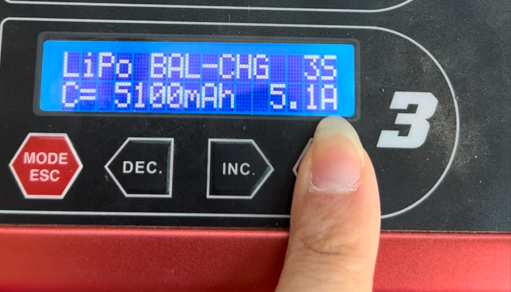 LiPo BAL-CHG 3S
C= 5100mAh 5.1A
3
MODE
ESC
DEC.
INC.